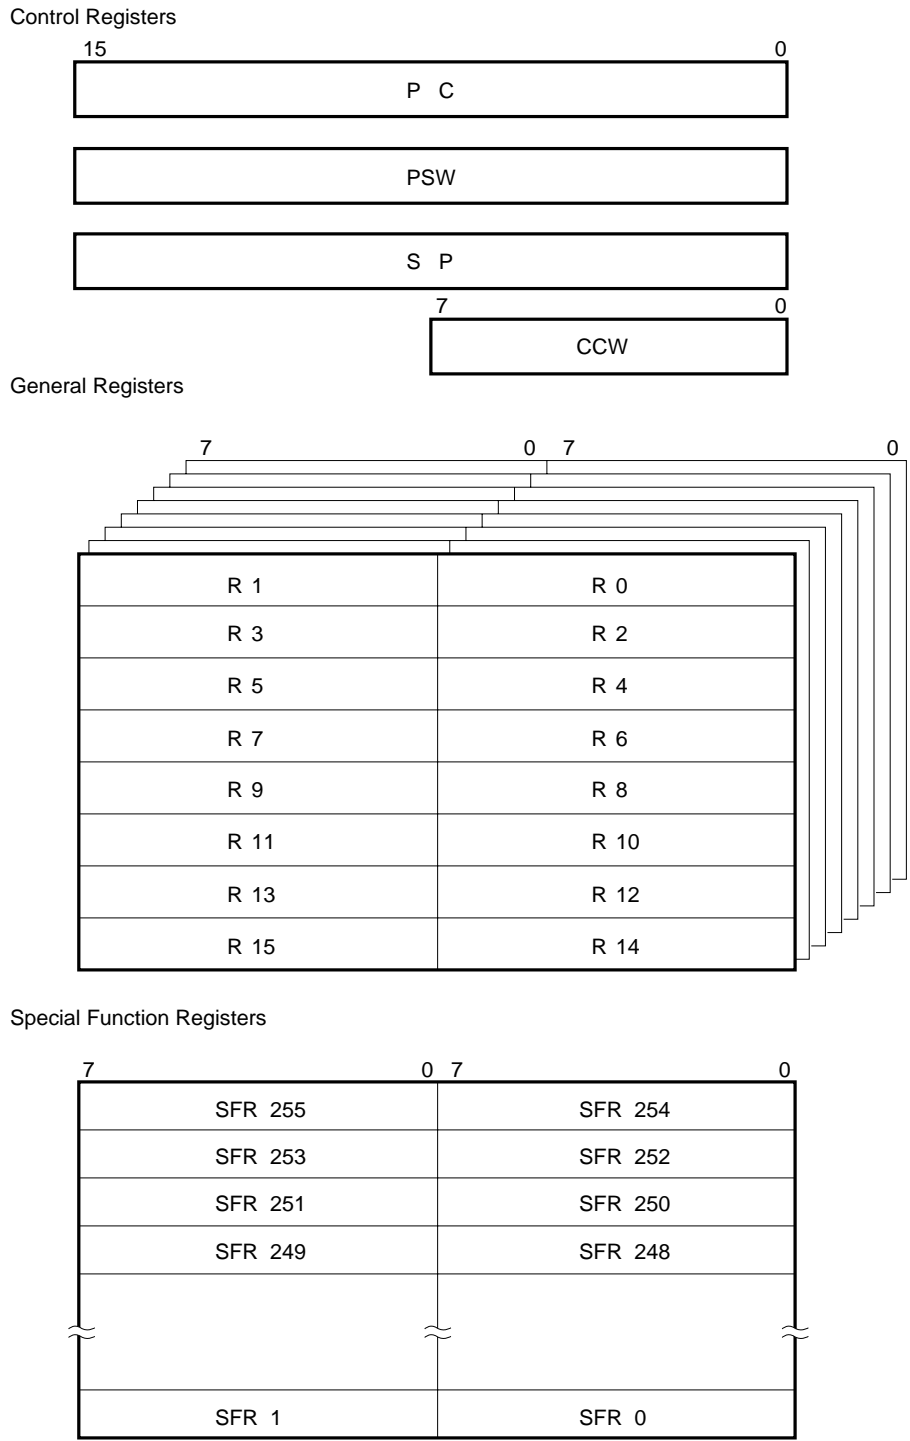 Control Registers
15 0
P C
PSW
S P
7 0
CCW
General Registers
7 0 7 0
R 1 R 0
R 3 R 2
R 5 R 4
R 7 R 6
R 9 R 8
R 11 R 10
R 13 R 12
R 15 R 14
Special Function Registers
7 0 7 0
SFR 255 SFR 254
SFR 253 SFR 252
SFR 251 SFR 250
SFR 249 SFR 248
SFR 1 SFR 0